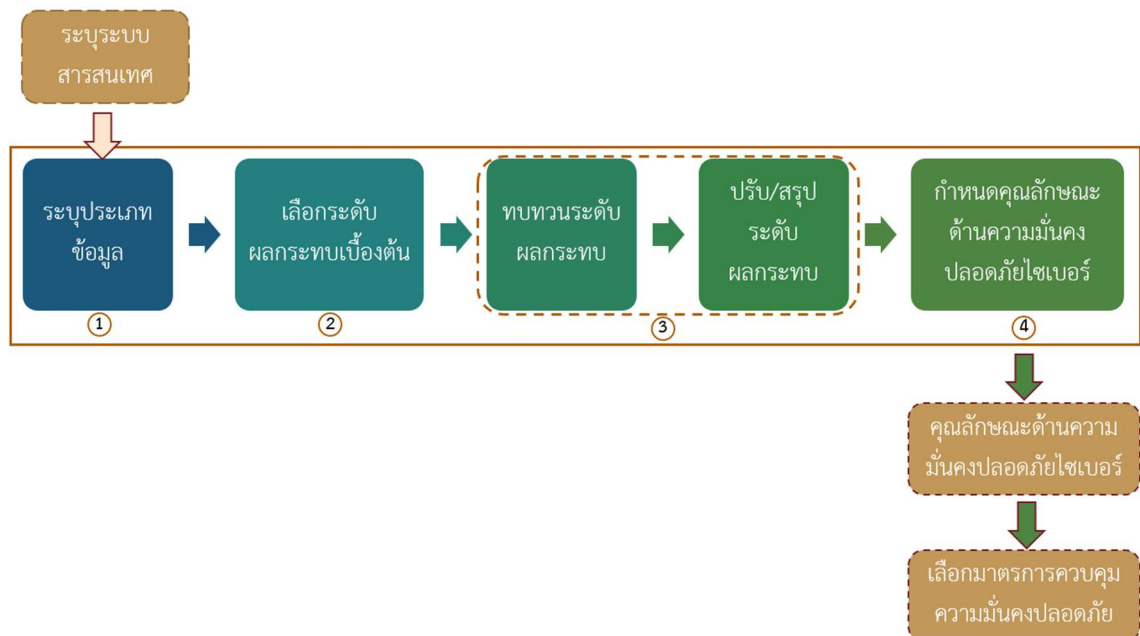 ระบุระบบ
สารสนเทศ
ระบุประเภท
ข้อมูล
①
เลือกระดับ
ผลกระทบเบื้องต้น
②
ทบทวนระดับ
ผลกระทบ
ปรับ/สรุป
ระดับ
ผลกระทบ
③
กำหนดคุณลักษณะ
ด้านความมั่นคง
ปลอดภัยไซเบอร์
④
คุณลักษณะด้านความ
มั่นคงปลอดภัยไซเบอร์
เลือกมาตรการควบคุม
ความมั่นคงปลอดภัย